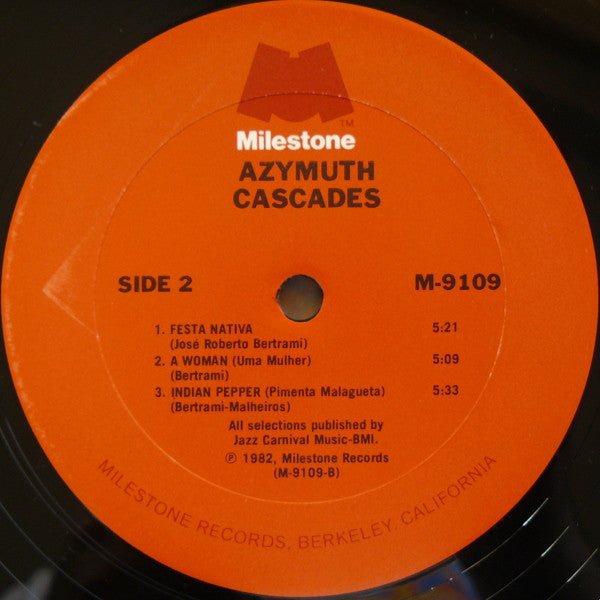 TM
Milestone
AZYMUTH
CASCADES
SIDE 2 M-9109
1. FESTA NATIVA 5:21
(José Roberto Bertrami)
2. A WOMAN (Uma Mulher) 5:09
(Bertrami)
3. INDIAN PEPPER (Pimenta Malagueta) 5:33
(Bertrami-Malheiros)
All selections published by
Jazz Carnival Music-BMI.
℗ 1982, Milestone Records
(M-9109-B)
MILESTONE RECORDS, BERKELEY, CALIFORNIA